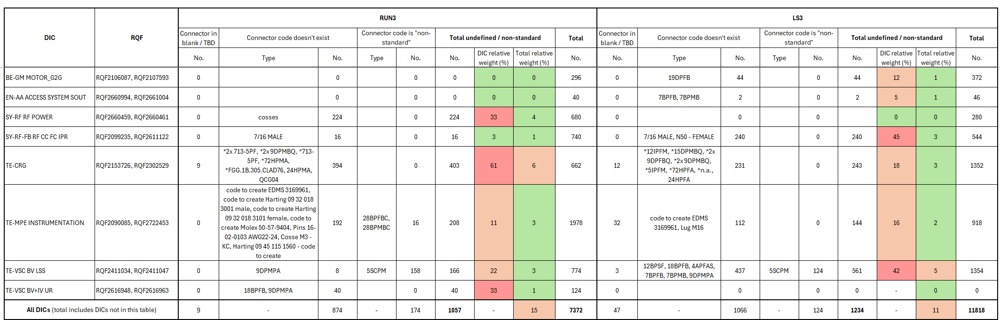 DIC
RQF
RUN3
LS3
Connector in
blank / TBD
Connector code doesn't exist
Connector code is "non-
standard"
Total undefined / non-standard
Total
Connector in
blank / TBD
Connector code doesn't exist
Connector code is "non-
standard"
Total undefined / non-standard
Total
No.
Type
No.
Type
No.
No.
DIC relative
weight (%)
Total relative
weight (%)
No.
No.
Type
No.
Type
No.
No.
DIC relative
weight (%)
Total relative
weight (%)
No.
BE-GM MOTOR_G2G
RQF2106087, RQF2107593
0
0
0
0
0
0
296
0
19DPFB
44
0
44
12
1
372
EN-AA ACCESS SYSTEM SOUT
RQF2660994, RQF2661004
0
0
0
0
0
0
40
0
7BPFB, 7BPMB
2
0
2
5
1
46
SY-RF RF POWER
RQF2660459, RQF2660461
0
cosses
224
0
224
33
4
680
0
0
0
0
0
0
280
SY-RF-FB RF CC FC IPR
RQF2099235, RQF2611122
0
7/16 MALE
16
0
16
3
1
740
0
7/16 MALE, N50 - FEMALE
240
0
240
45
3
544
TE-CRG
RQF2153726, RQF2302529
9
*2x 713-5PF, *2x 9DPMBQ, *713-
5PF, *72HPMA,
*FGG.1B.305.CLAD76, 24HPMA,
QCG04
394
0
403
61
6
662
12
*12IPFM, *15DPMBQ, *2x
9DPFBQ, *2x 9DPMBQ,
*5IPFM, *72HPFA, *n.a.,
24HPFA
231
0
243
18
3
1352
TE-MPE INSTRUMENTATION
RQF2090085, RQF2722453
0
code to create EDMS 3169961,
code to create Harting 09 32 018
3001 male, code to create Harting
09 32 018 3101 female, code to
create Molex 50-57-9404, Pins 16-
02-0103 AWG22-24, Cosse M3 -
KC, Harting 09 45 115 1560 - code
to create
192
28BPFBC,
28BPMBC
16
208
11
3
1978
32
code to create EDMS
3169961, Lug M16
112
0
144
16
2
918
TE-VSC BV LSS
RQF2411034, RQF2411047
0
9DPMPA
8
5SCPM
158
166
22
3
774
3
12BPSF, 18BPFB, 4APFAS,
7BPFB, 7BPMB, 9DPMPA
437
5SCPM
124
561
42
5
1354
TE-VSC BV+IV UR
RQF2616948, RQF2616963
0
18BPFB, 9DPMPA
40
0
40
33
1
124
0
0
0
0
-
0
0
All DICs (total includes DICs not in this table)
9
-
874
-
174
1057
-
15
7372
47
-
1066
-
124
1234
-
11
11818